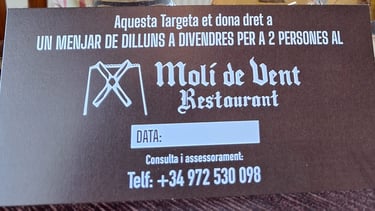 Aquesta Targeta et dona dret a
UN MENJAR DE DILLUNS A DIVENDRES PER A 2 PERSONES AL
Molí de Vent
Restaurant
DATA:
Consulta i assessorament:
Telf: +34 972 530 098